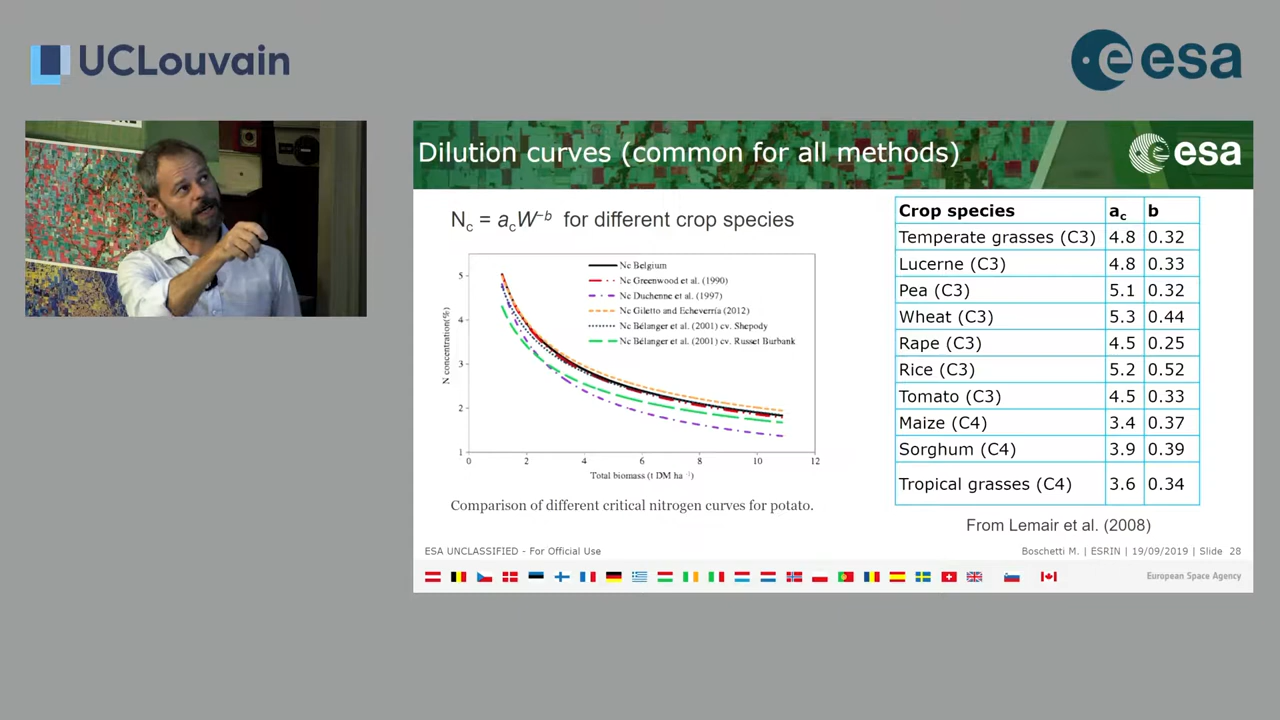 UCLouvain
esa
Dilution curves (common for all methods)
esa
Nc = acW−b for different crop species
Nc Belgium
Nc Greenwood et al. (1990)
Nc Duchenne et al. (1997)
Nc Giletto and Echeverría (2012)
Nc Bélanger et al. (2001) cv. Shepody
Nc Bélanger et al. (2001) cv. Russet Burbank
N concentration(%)
5
4
3
2
1
0 2 4 6 8 10 12
Total biomass (t DM ha-1)
Comparison of different critical nitrogen curves for potato.
Crop species ac b
Temperate grasses (C3) 4.8 0.32
Lucerne (C3) 4.8 0.33
Pea (C3) 5.1 0.32
Wheat (C3) 5.3 0.44
Rape (C3) 4.5 0.25
Rice (C3) 5.2 0.52
Tomato (C3) 4.5 0.33
Maize (C4) 3.4 0.37
Sorghum (C4) 3.9 0.39
Tropical grasses (C4) 3.6 0.34
From Lemair et al. (2008)
ESA UNCLASSIFIED - For Official Use
Boschetti M. | ESRIN | 19/09/2019 | Slide 28
European Space Agency